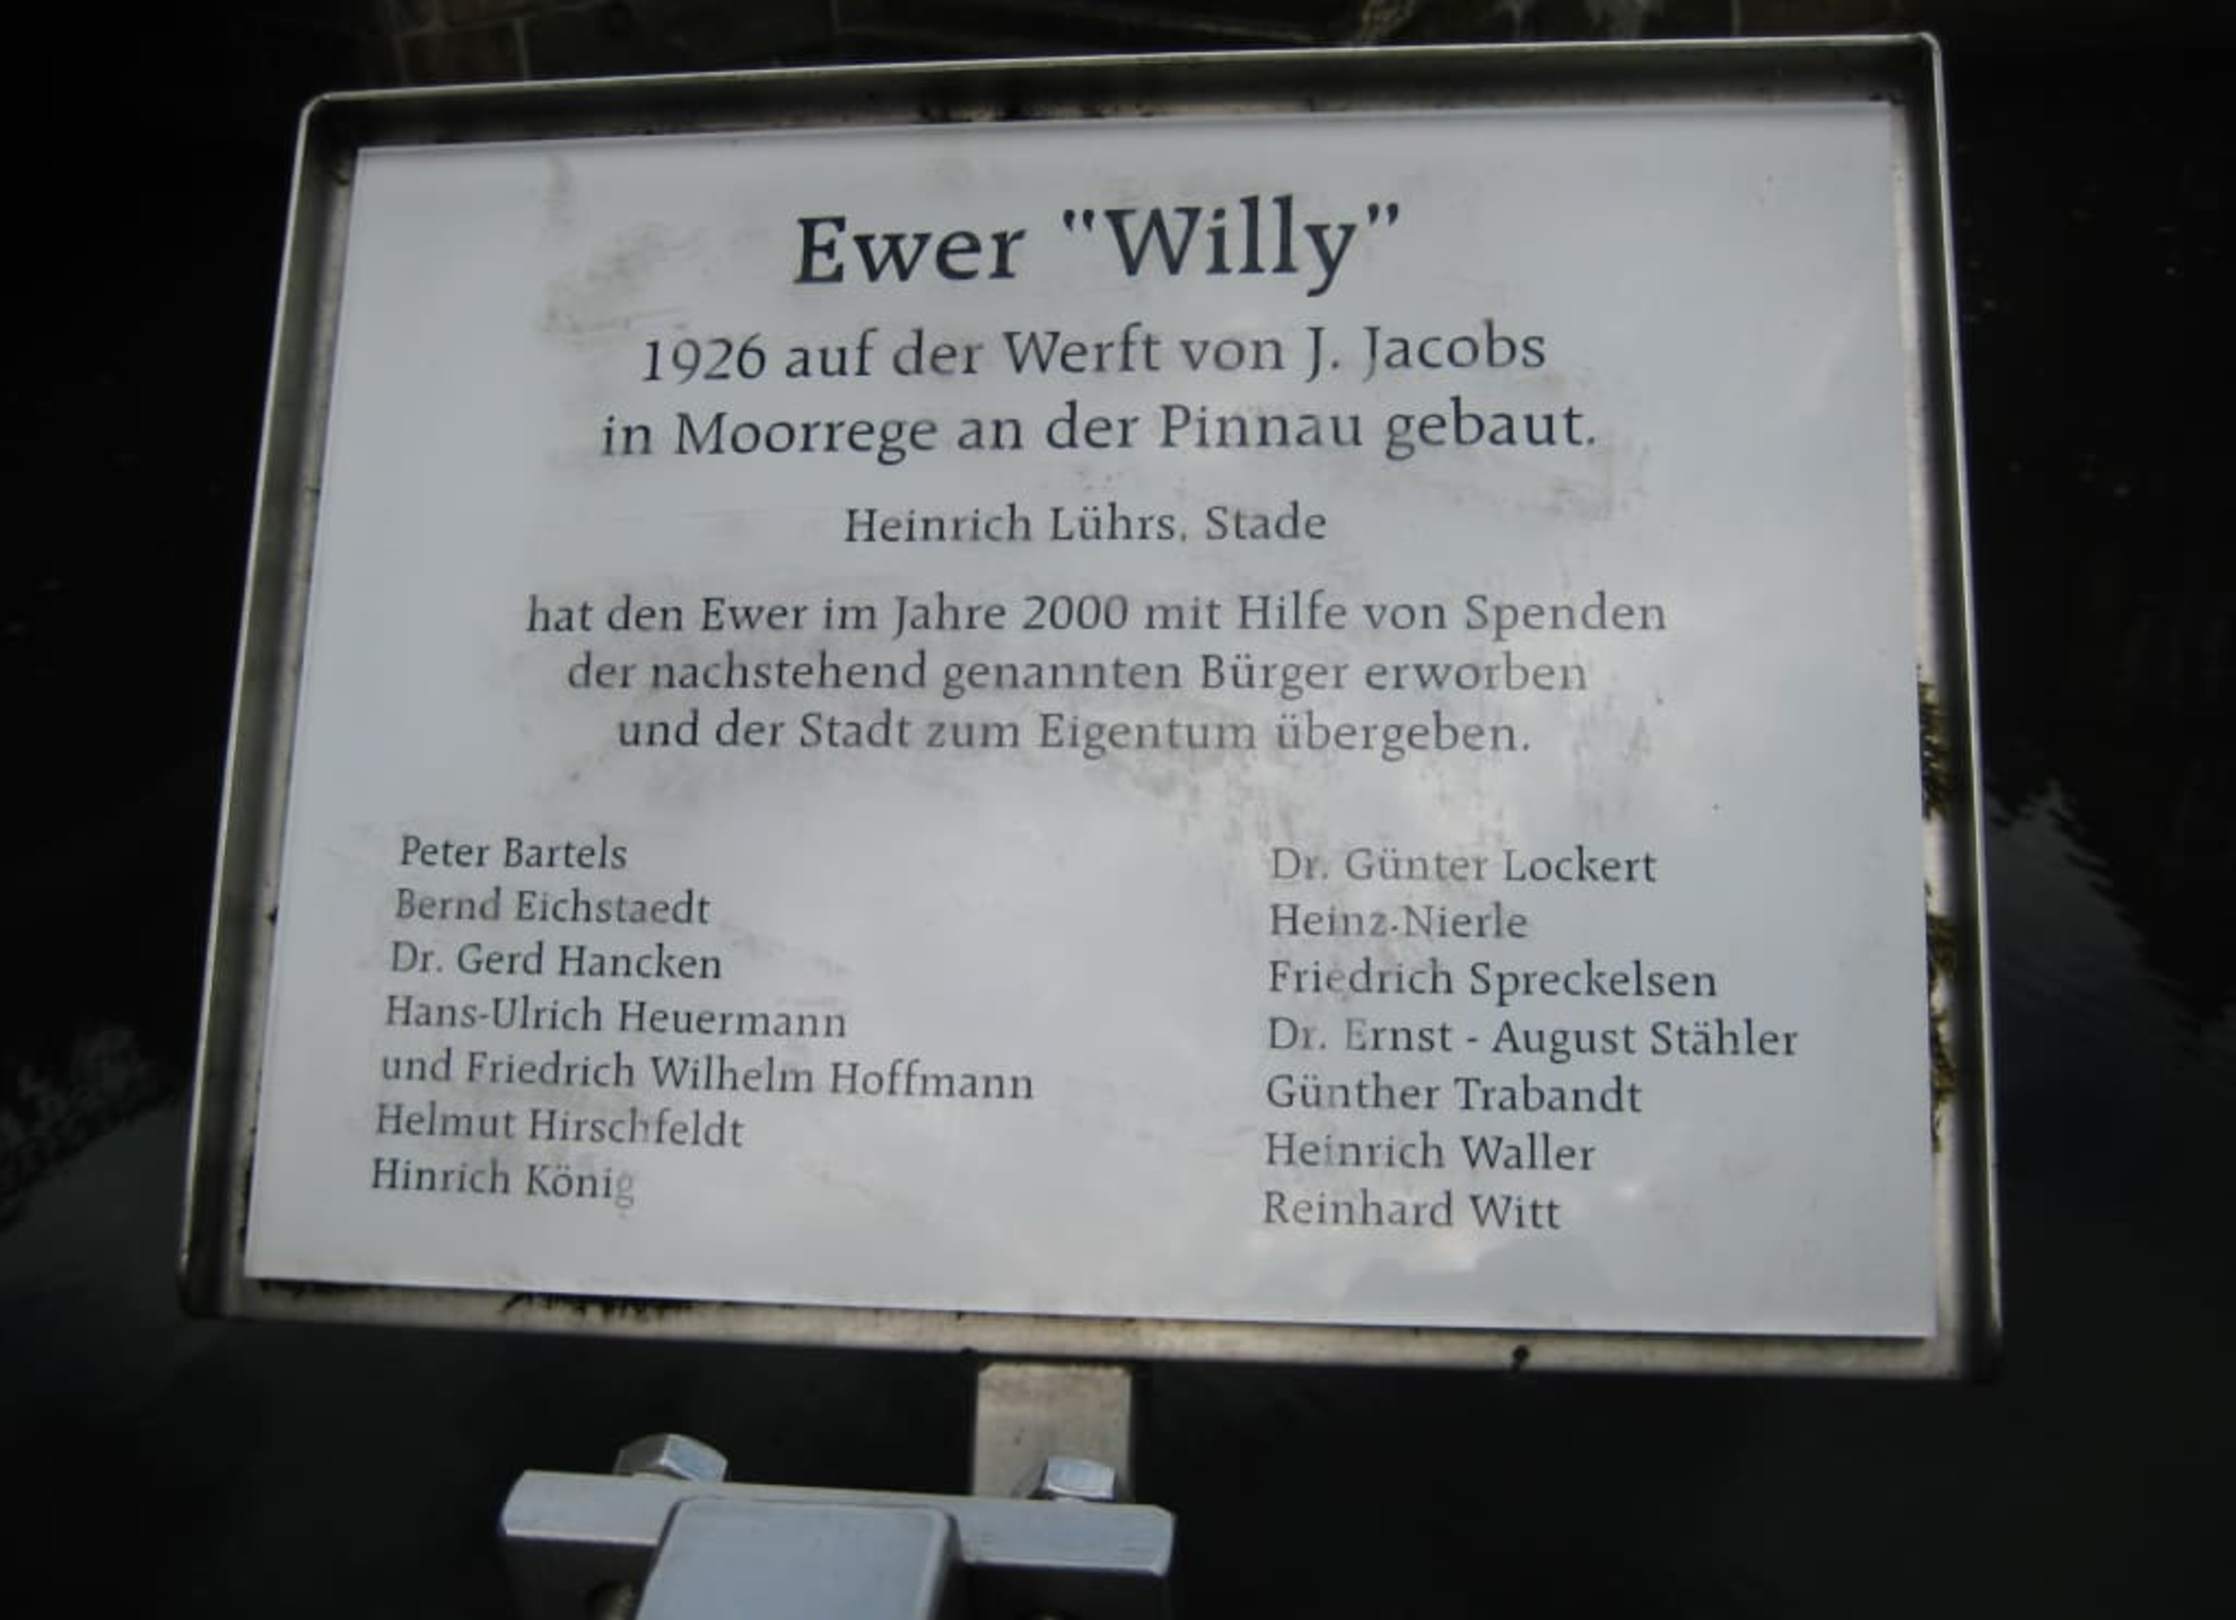 Ewer "Willy"
1926 auf der Werft von J. Jacobs
in Moorrege an der Pinnau gebaut.
Heinrich Lührs, Stade
hat den Ewer im Jahre 2000 mit Hilfe von Spenden
der nachstehend genannten Bürger erworben
und der Stadt zum Eigentum übergeben.
Peter Bartels
Bernd Eichstaedt
Dr. Gerd Hancken
Hans-Ulrich Heuermann
und Friedrich Wilhelm Hoffmann
Helmut Hirschfeldt
Hinrich König
Dr. Günter Lockert
Heinz Nierle
Friedrich Spreckelsen
Dr. Ernst - August Stähler
Günther Trabandt
Heinrich Waller
Reinhard Witt